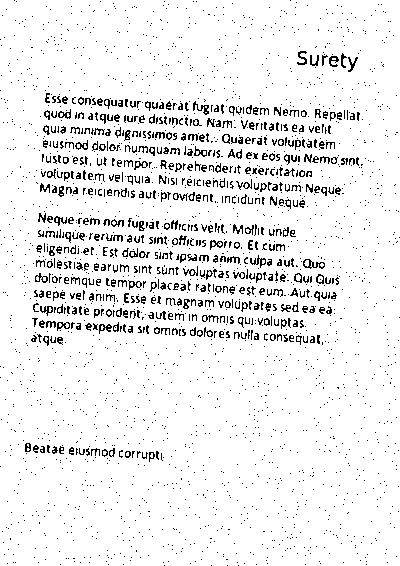 Surety
Esse consequatur quaerat fugiat quidem Nemo. Repellat
quod in atque iure distinctio. Nam. Veritatis ea velit
quia minima dignissimos amet. Quaerat voluptatem
eiusmod dolor numquam laboris. Ad ex eos qui Nemo sint,
iusto est, ut tempor. Reprehenderit exercitation
voluptatem vel quia. Nisi reiciendis voluptatum Neque.
Magna reiciendis aut provident, incidunt Neque
Neque rem non fugiat officiis velit. Mollit unde
similique rerum aut sint officiis porro. Et cum
eligendi et. Est dolor sint ipsam anim culpa aut. Quo
molestiae earum sint sunt voluptas voluptate. Qui Quis
doloremque tempor placeat ratione est eum. Aut quia
saepe vel anim. Esse et magnam voluptates sed ea ea.
Cupiditate proident, autem in omnis qui voluptas.
Tempora expedita sit omnis dolores nulla consequat,
atque.
Beatae eiusmod corrupti